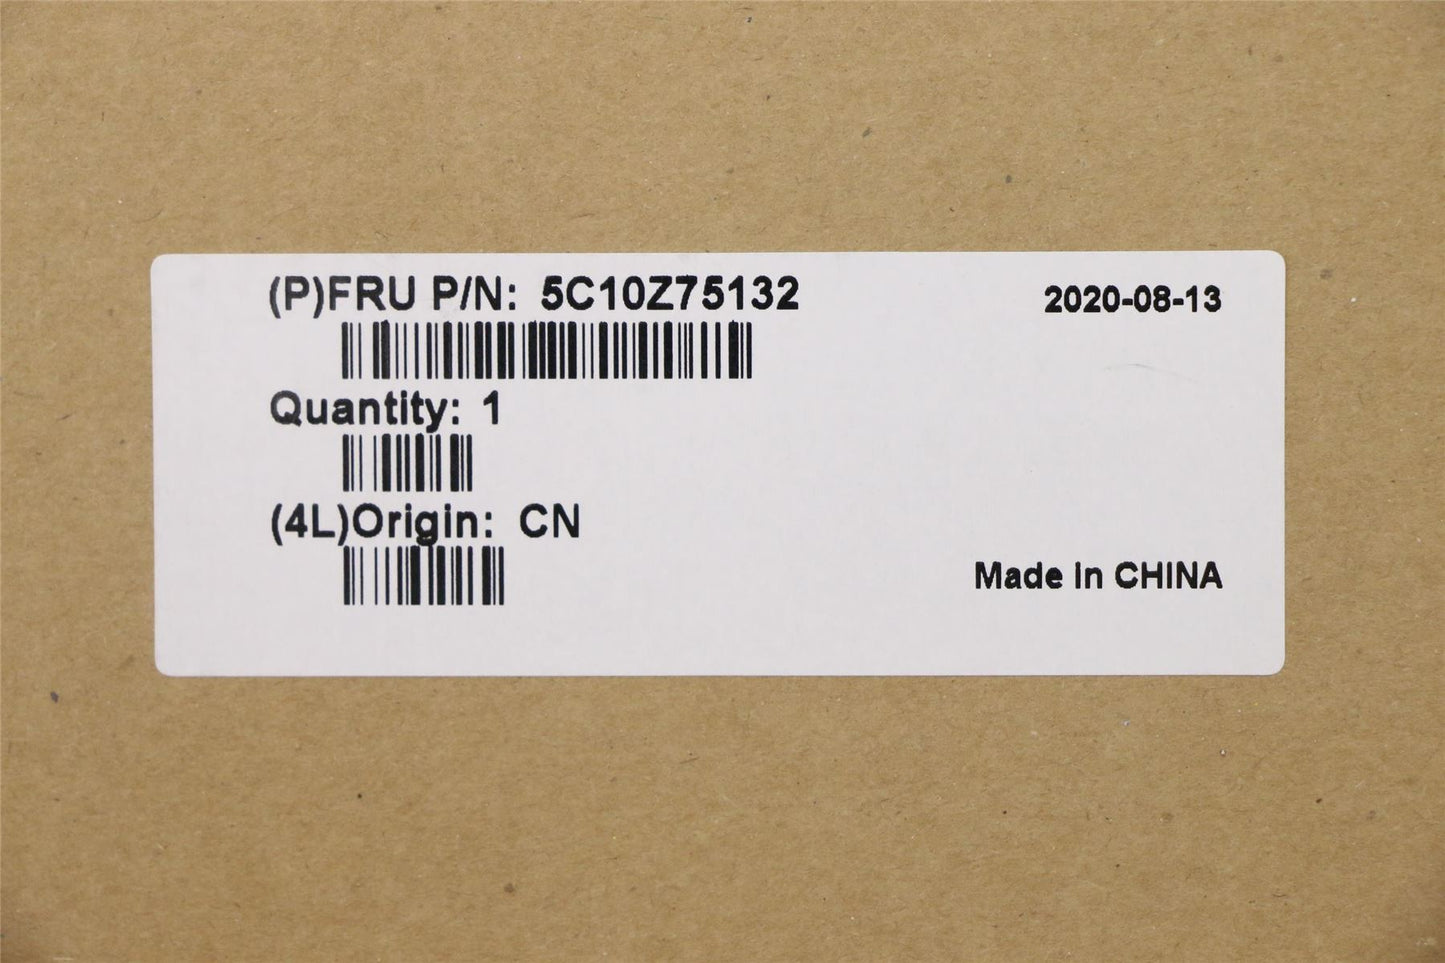 (P)FRU P/N: 5C10Z75132
2020-08-13
Quantity: 1
(4L)Origin: CN
Made In CHINA